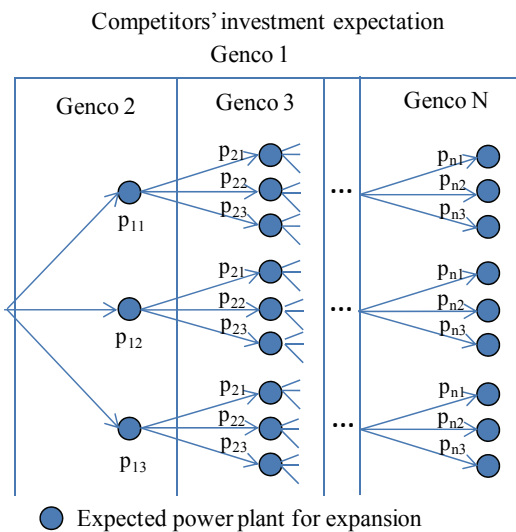 Competitors' investment expectation
Genco 1
Genco 2
Genco 3
Genco N
p21
p22
p23
p11
...
pn1
pn2
pn3
p21
p22
p23
p12
...
pn1
pn2
pn3
p21
p22
p23
p13
...
pn1
pn2
pn3
Expected power plant for expansion